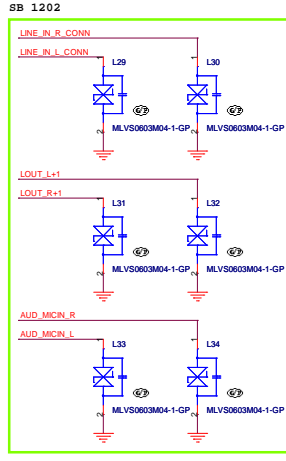 SB 1202
LINE_IN_R_CONN
LINE_IN_L_CONN
L29 L30
1 1
2 2
MLVS0603M04-1-GP MLVS0603M04-1-GP
LOUT_L+1
LOUT_R+1
L31 L32
1 1
2 2
MLVS0603M04-1-GP MLVS0603M04-1-GP
AUD_MICIN_R
AUD_MICIN_L
L33 L34
1 1
2 2
MLVS0603M04-1-GP MLVS0603M04-1-GP